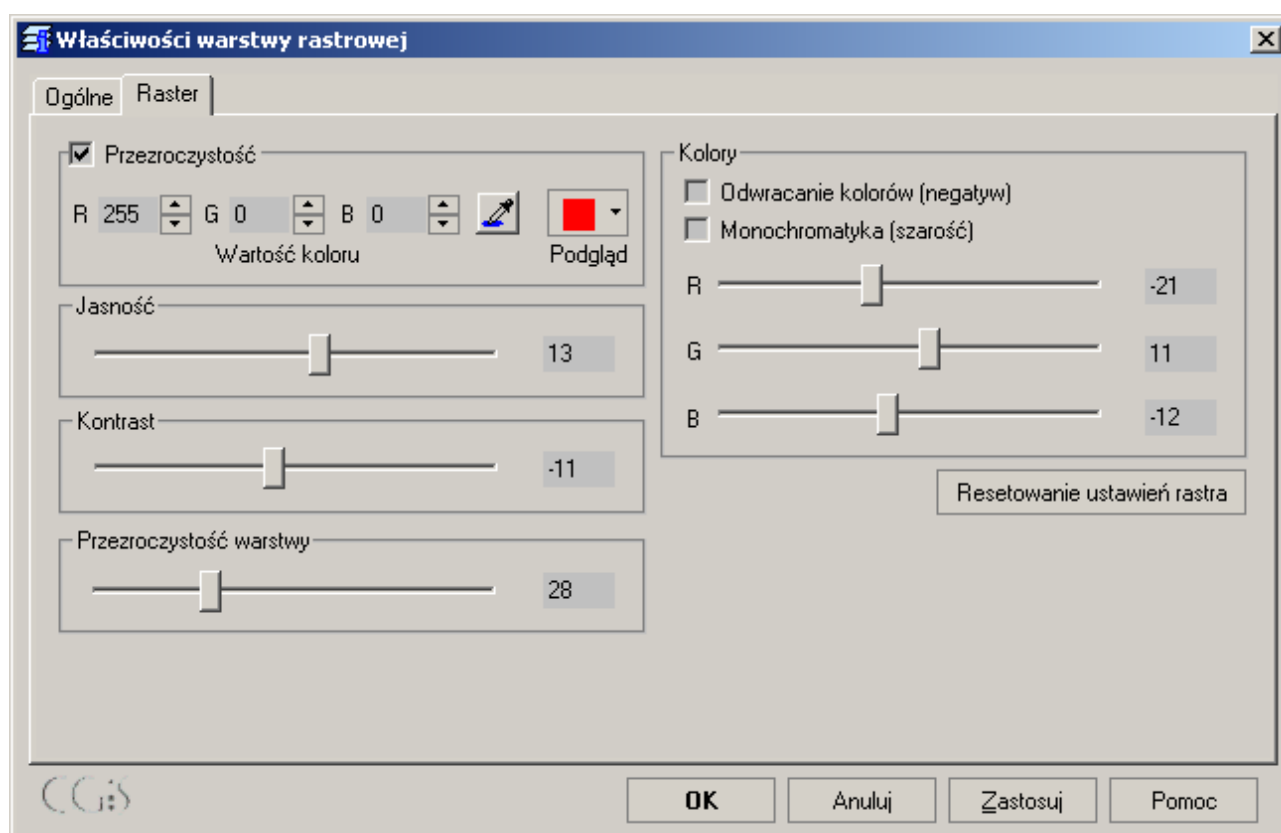 Właściwości warstwy rastrowej
Ogólne Raster
Przezroczystość
R 255 G 0 B 0
Wartość koloru Podgląd
Jasność
13
Kontrast
-11
Przezroczystość warstwy
28
Kolory
Odwracanie kolorów (negatyw)
Monochromatyka (szarość)
R -21
G 11
B -12
Resetowanie ustawień rastra
CGiS
OK Anuluj Zastosuj Pomoc